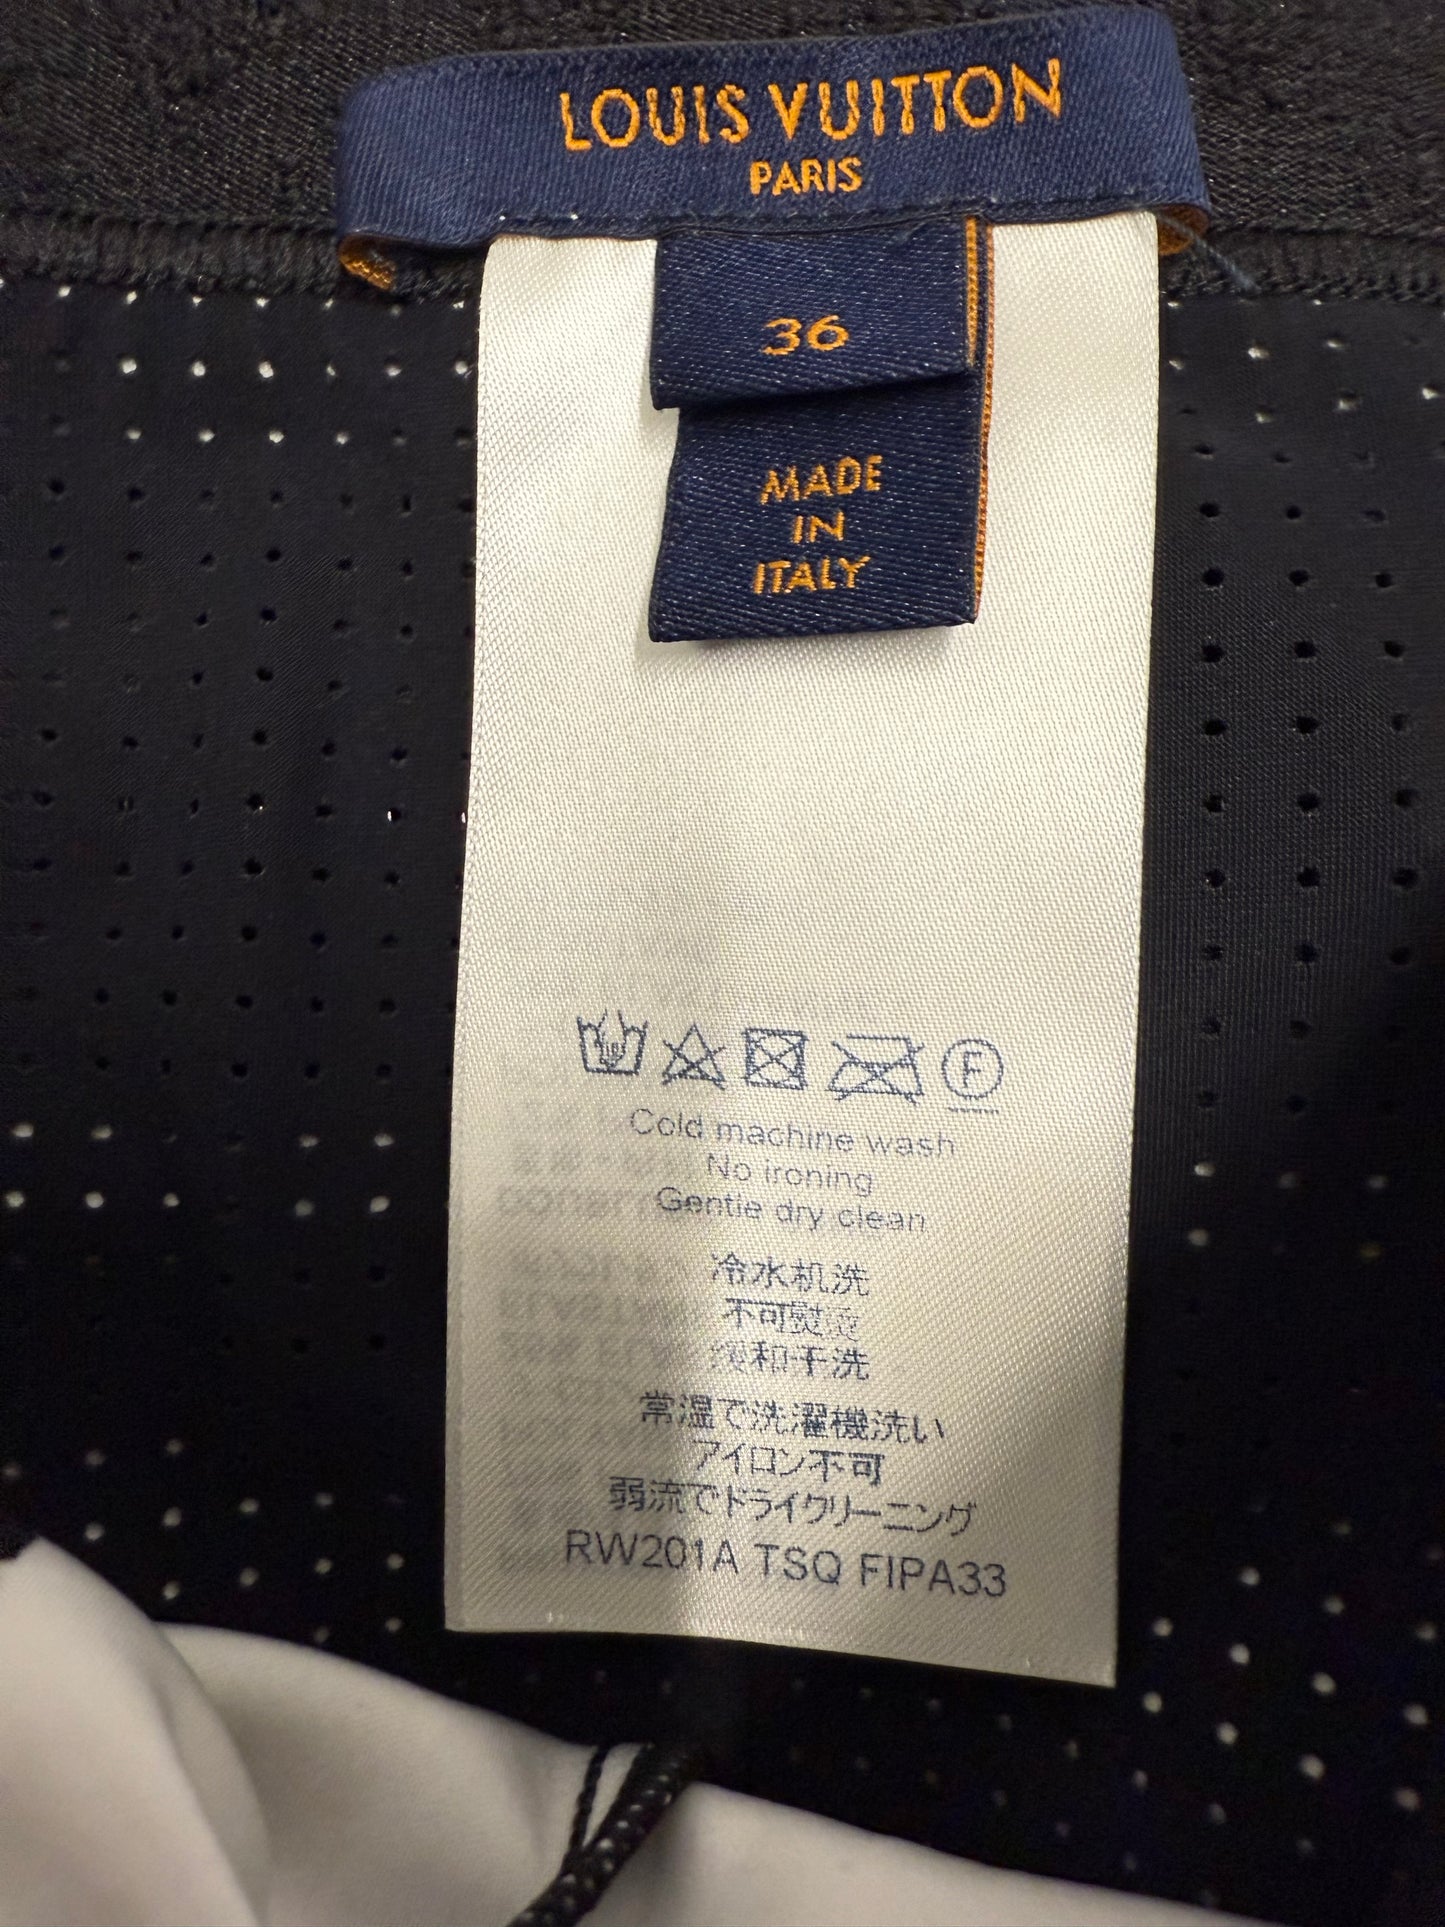 LOUIS VUITTON
PARIS
36
MADE
IN
ITALY
F
Cold machine wash
No ironing
Gentle dry clean
冷水机洗
不可熨烫
缓和干洗
常温で洗濯機洗い
アイロン不可
弱流でドライクリーニング
RW201A TSQ FIPA33